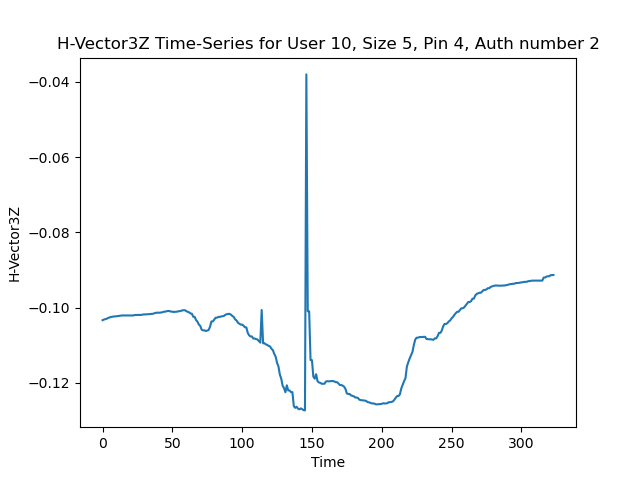 H-Vector3Z Time-Series for User 10, Size 5, Pin 4, Auth number 2
−0.04
−0.06
−0.08
−0.10
−0.12
H-Vector3Z
0 50 100 150 200 250 300
Time